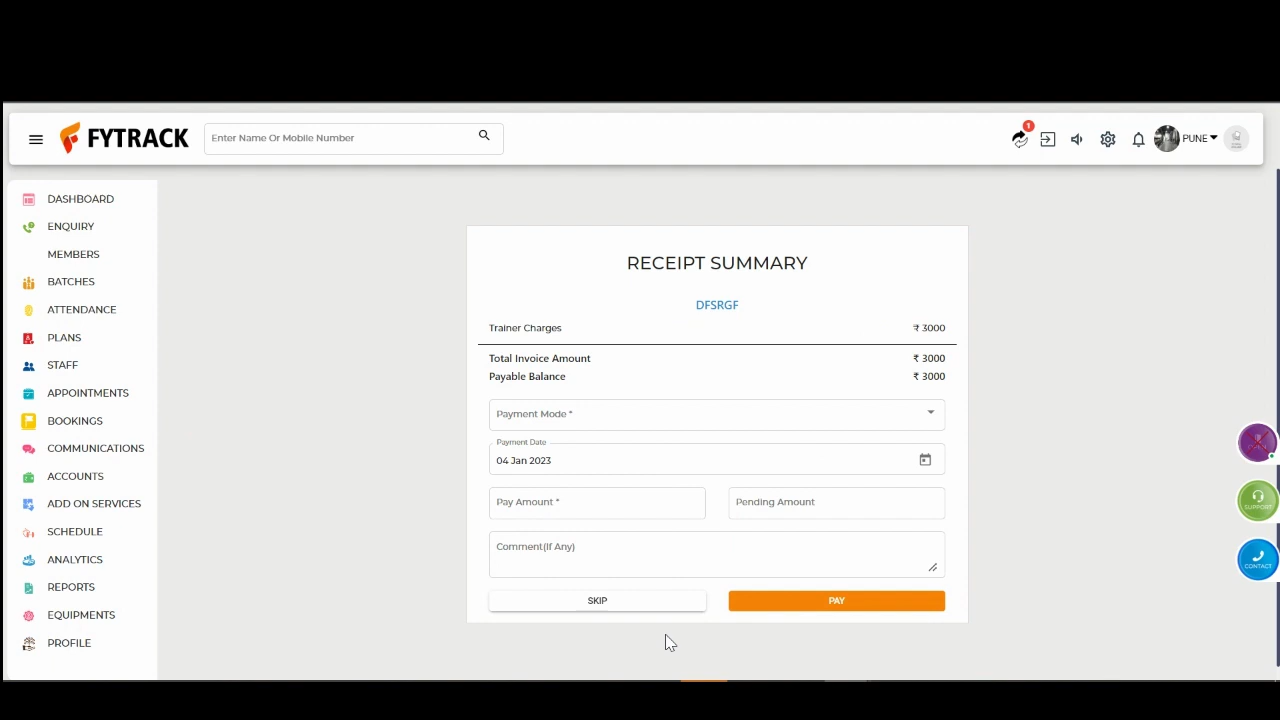 FYTRACK
Enter Name Or Mobile Number
1
PUNE
DASHBOARD
ENQUIRY
MEMBERS
BATCHES
ATTENDANCE
PLANS
STAFF
APPOINTMENTS
BOOKINGS
COMMUNICATIONS
ACCOUNTS
ADD ON SERVICES
SCHEDULE
ANALYTICS
REPORTS
EQUIPMENTS
PROFILE
RECEIPT SUMMARY
DFSRGF
Trainer Charges ₹ 3000
Total Invoice Amount ₹ 3000
Payable Balance ₹ 3000
Payment Mode *
Payment Date
04 Jan 2023
Pay Amount * Pending Amount
Comment(If Any)
SKIP PAY
SUPPORT
CONTACT